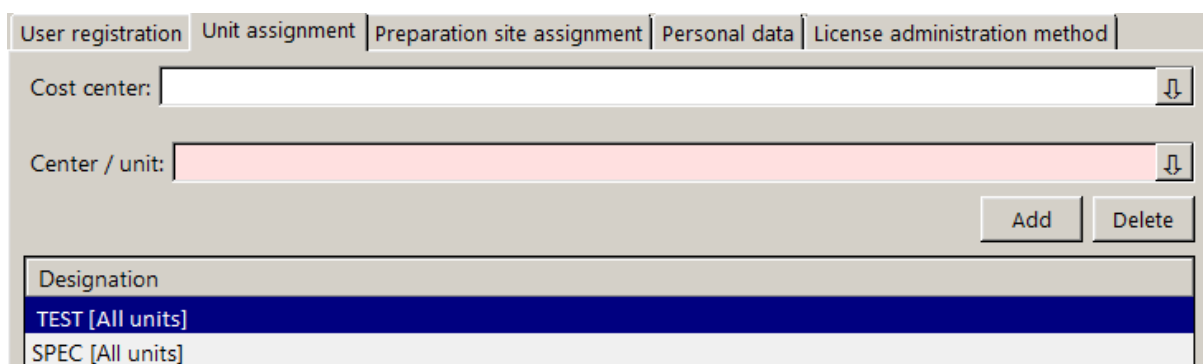 User registration Unit assignment Preparation site assignment Personal data License administration method
Cost center:
Center / unit:
Add Delete
Designation
TEST [All units]
SPEC [All units]